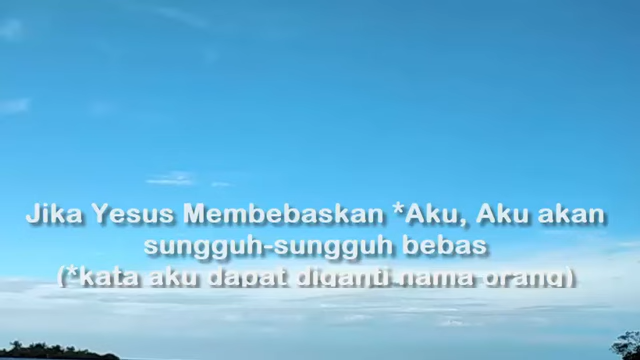 Jika Yesus Membebaskan *Aku, Aku akan
sungguh-sungguh bebas
(*kata aku dapat diganti nama orang)